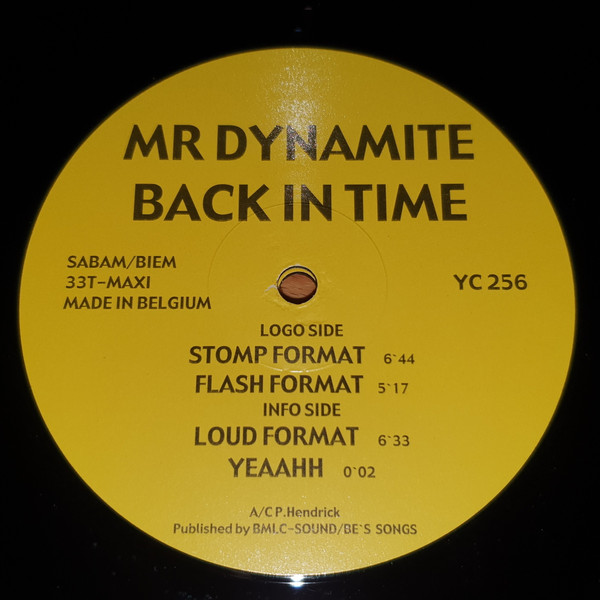 MR DYNAMITE
BACK IN TIME
SABAM/BIEM
33T-MAXI
MADE IN BELGIUM
YC 256
LOGO SIDE
STOMP FORMAT 6`44
FLASH FORMAT 5`17
INFO SIDE
LOUD FORMAT 6`33
YEAAHH 0`02
A/C P.Hendrick
Published by BMI.C-SOUND/BE`S SONGS